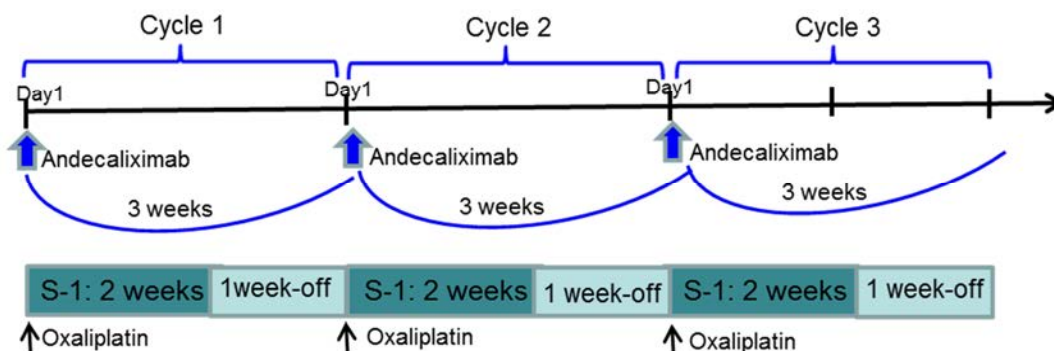 Cycle 1 Cycle 2 Cycle 3
Day1 Day1 Day1
Andecaliximab Andecaliximab Andecaliximab
3 weeks 3 weeks 3 weeks
S-1: 2 weeks 1week-off S-1: 2 weeks 1 week-off S-1: 2 weeks 1 week-off
Oxaliplatin Oxaliplatin Oxaliplatin